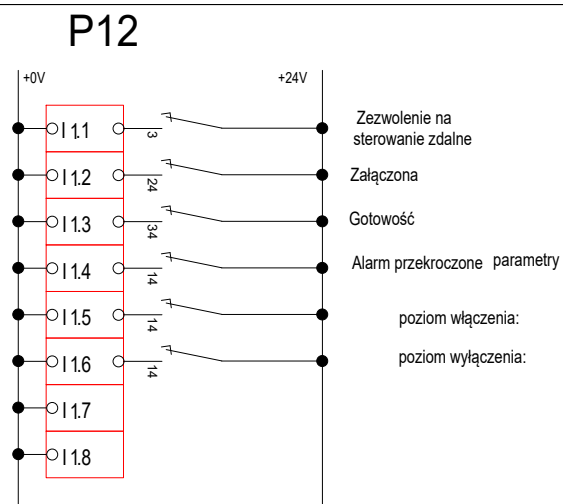 P12
+0V +24V
I 1.1 3 Zezwolenie na
sterowanie zdalne
I 1.2 24 Załączona
I 1.3 34 Gotowość
I 1.4 14 Alarm przekroczone parametry
I 1.5 14 poziom włączenia:
I 1.6 14 poziom wyłączenia:
I 1.7
I 1.8